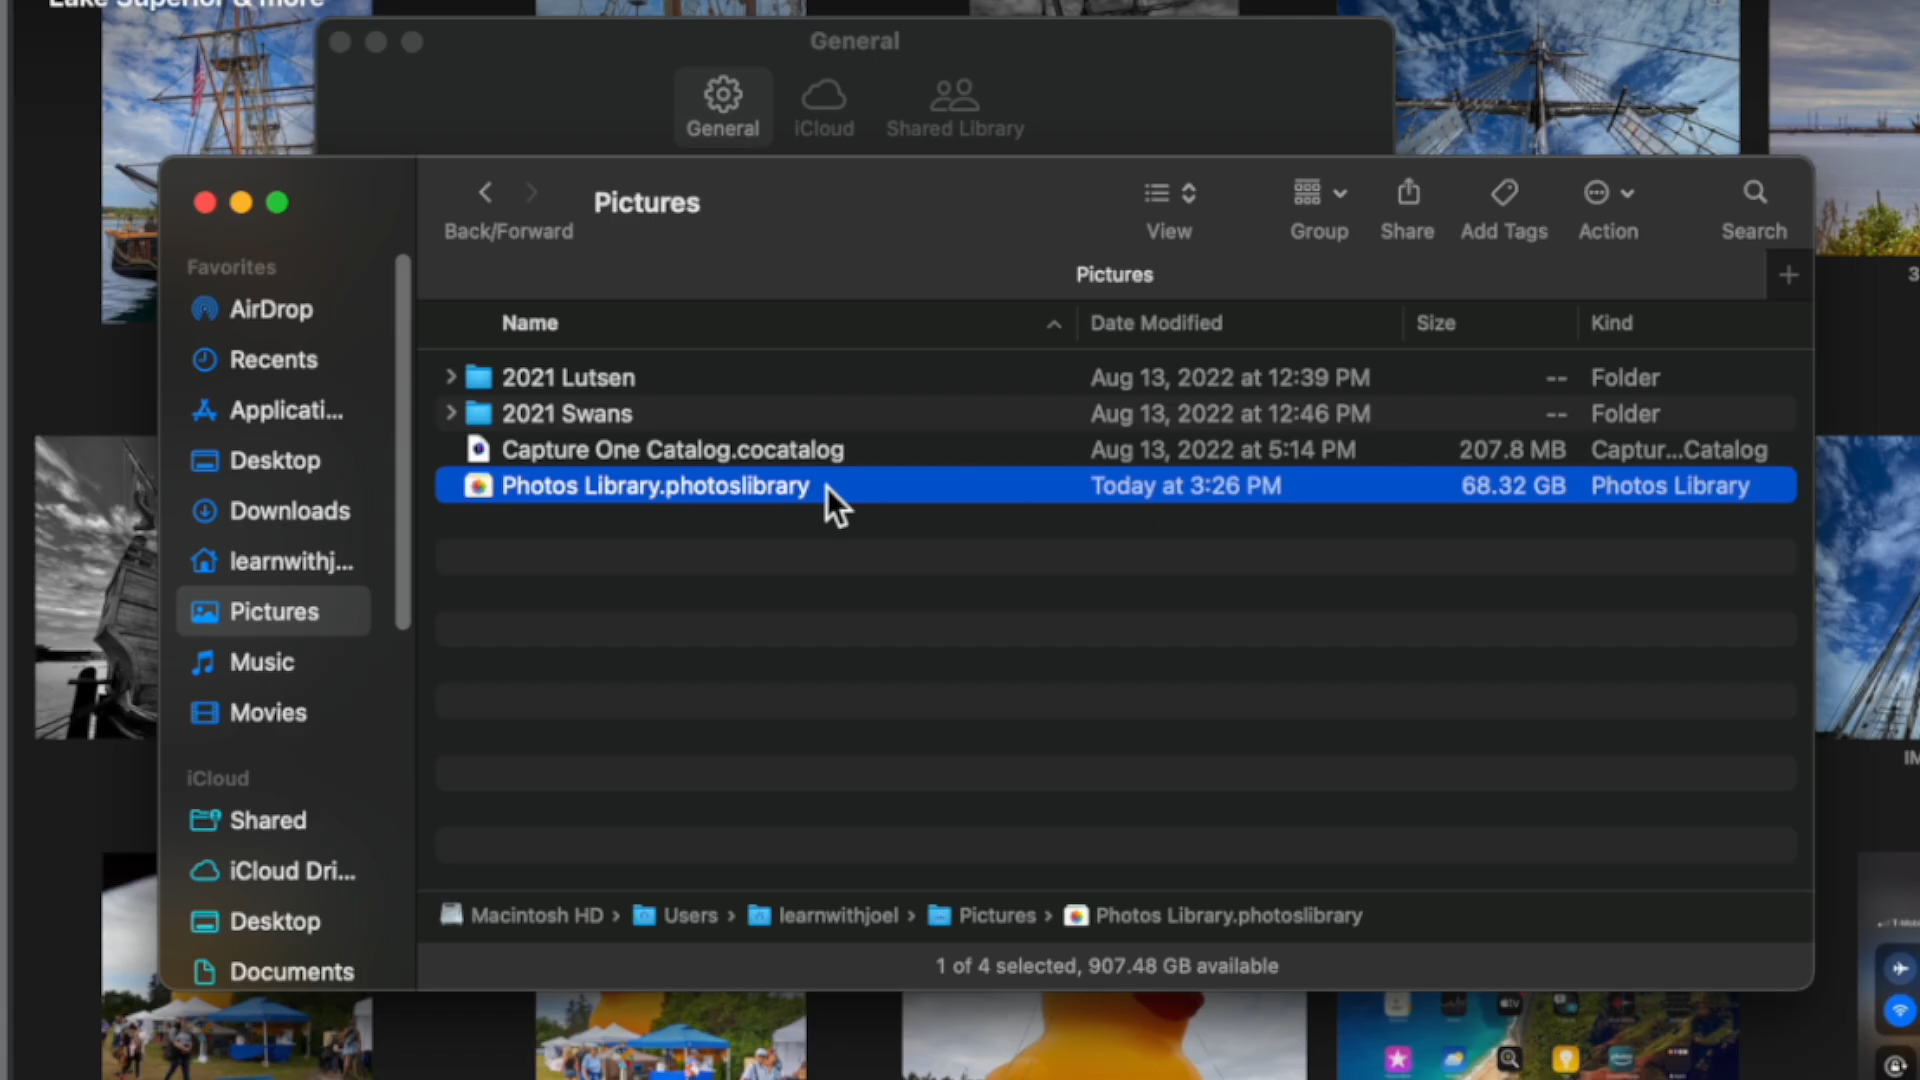 Lake Superior & more
General
General
iCloud
Shared Library
Pictures
Back/Forward
View
Group
Share
Add Tags
Action
Search
Pictures
Name
Date Modified
Size
Kind
2021 Lutsen
Aug 13, 2022 at 12:39 PM
--
Folder
2021 Swans
Aug 13, 2022 at 12:46 PM
--
Folder
Capture One Catalog.cocatalog
Aug 13, 2022 at 5:14 PM
207.8 MB
Captur...Catalog
Photos Library.photoslibrary
Today at 3:26 PM
68.32 GB
Photos Library
Favorites
AirDrop
Recents
Applicati...
Desktop
Downloads
learnwithj...
Pictures
Music
Movies
iCloud
Shared
iCloud Dri...
Desktop
Documents
Macintosh HD › Users › learnwithjoel › Pictures › Photos Library.photoslibrary
1 of 4 selected, 907.48 GB available
3
IM